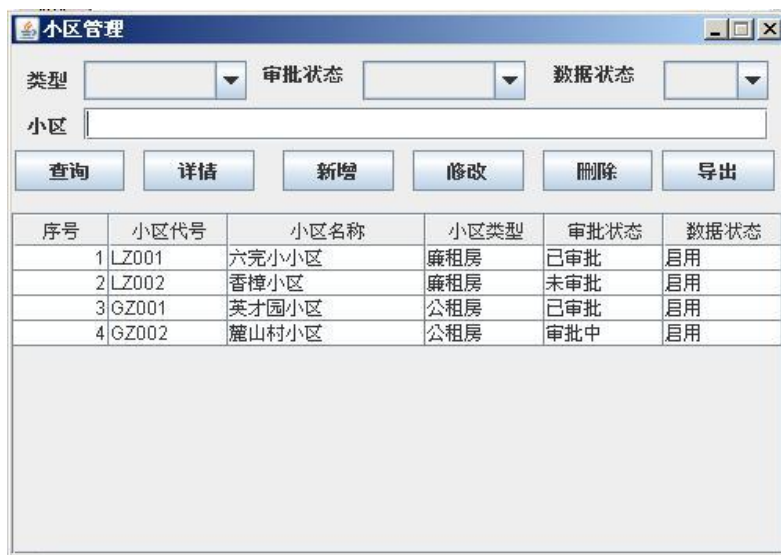 小区管理
类型 审批状态 数据状态
小区
查询 详情 新增 修改 删除 导出
序号 小区代号 小区名称 小区类型 审批状态 数据状态
1 LZ001 六完小小区 廉租房 已审批 启用
2 LZ002 香樟小区 廉租房 未审批 启用
3 GZ001 英才园小区 公租房 已审批 启用
4 GZ002 麓山村小区 公租房 审批中 启用